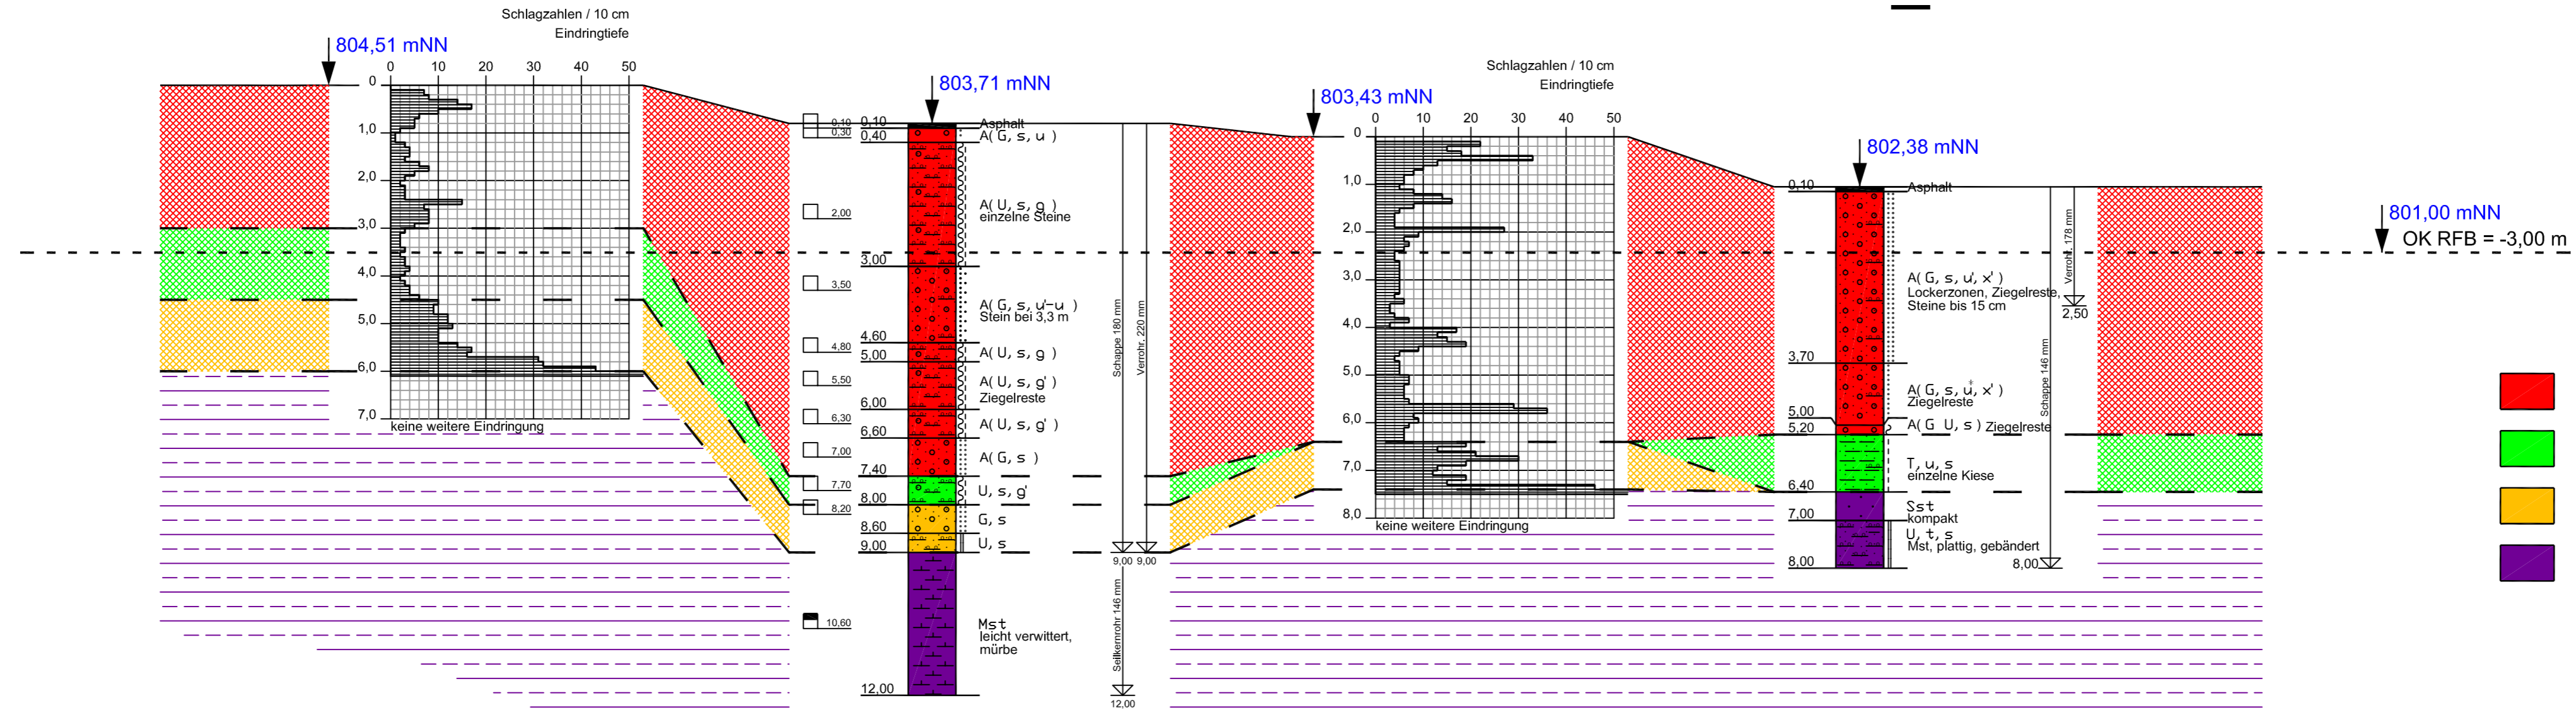 Schlagzahlen / 10 cm
Eindringtiefe
804,51 mNN
0 10 20 30 40 50
0
1,0
2,0
3,0
4,0
5,0
6,0
7,0
keine weitere Eindringung
803,71 mNN
0,10
0,30
2,00
3,50
4,80
5,50
6,30
7,00
7,70
8,20
10,60
0,10
0,40
3,00
4,60
5,00
6,00
6,60
7,40
8,00
8,60
9,00
12,00
Asphalt
A( G, s, u )
A( U, s, g )
einzelne Steine
A( G, s, u'-u )
Stein bei 3,3 m
A( U, s, g )
A( U, s, g' )
Ziegelreste
A( U, s, g' )
A( G, s )
U, s, g'
G, s
U, s
Mst
leicht verwittert,
mürbe
Schappe 180 mm
Verrohr, 220 mm
9,00 9,00
Seilkernrohr 146 mm
12,00
Schlagzahlen / 10 cm
Eindringtiefe
803,43 mNN
0 10 20 30 40 50
0
1,0
2,0
3,0
4,0
5,0
6,0
7,0
8,0
keine weitere Eindringung
802,38 mNN
0,10
3,70
5,00
5,20
6,40
7,00
8,00
Asphalt
A( G, s, u', x' )
Lockerzonen, Ziegelreste,
Steine bis 15 cm
A( G, s, u*, x' )
Ziegelreste
A( G U, s ) Ziegelreste
T, u, s
einzelne Kiese
Sst
kompakt
U, t, s
Mst, plattig, gebändert
Verrohr. 178 mm
2,50
Schappe 146 mm
8,00
801,00 mNN
OK RFB = -3,00 m